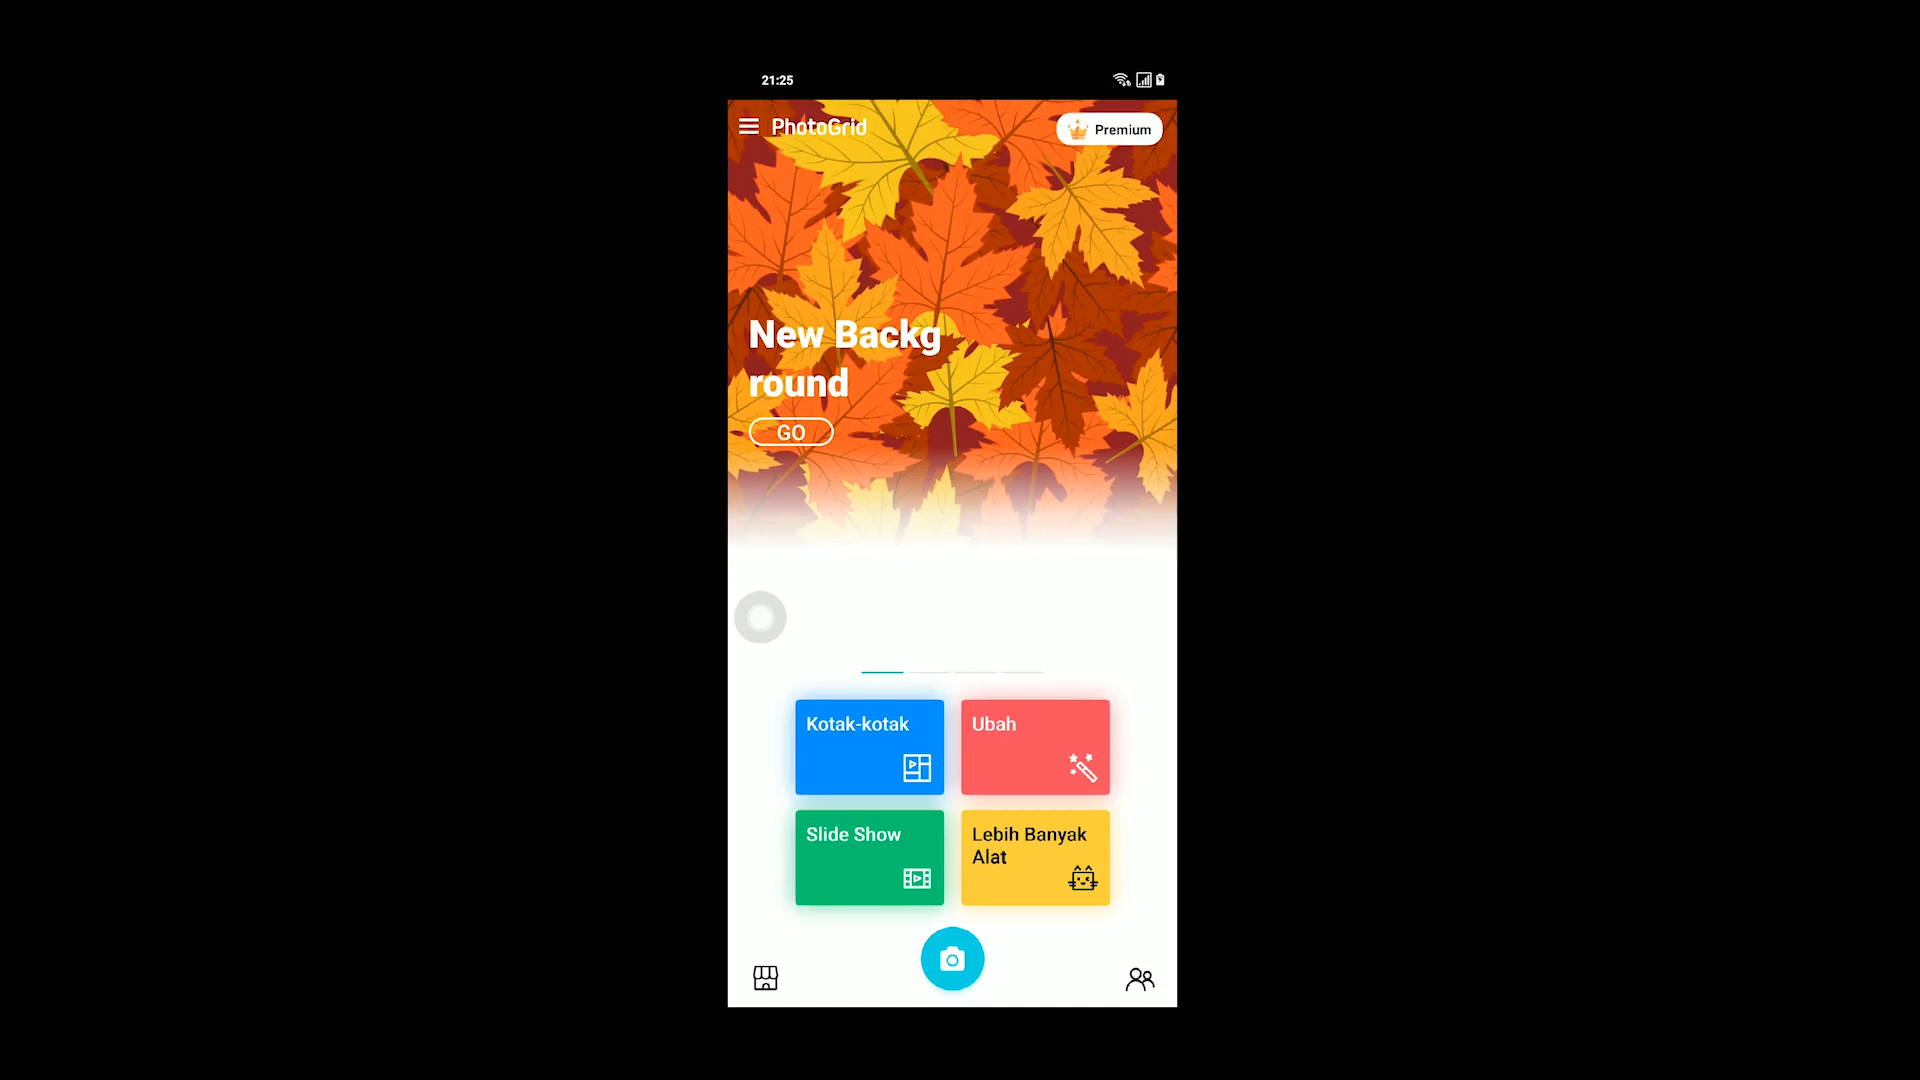 21:25
PhotoGrid
Premium
New Backg
round
GO
Kotak-kotak
Ubah
Slide Show
Lebih Banyak
Alat